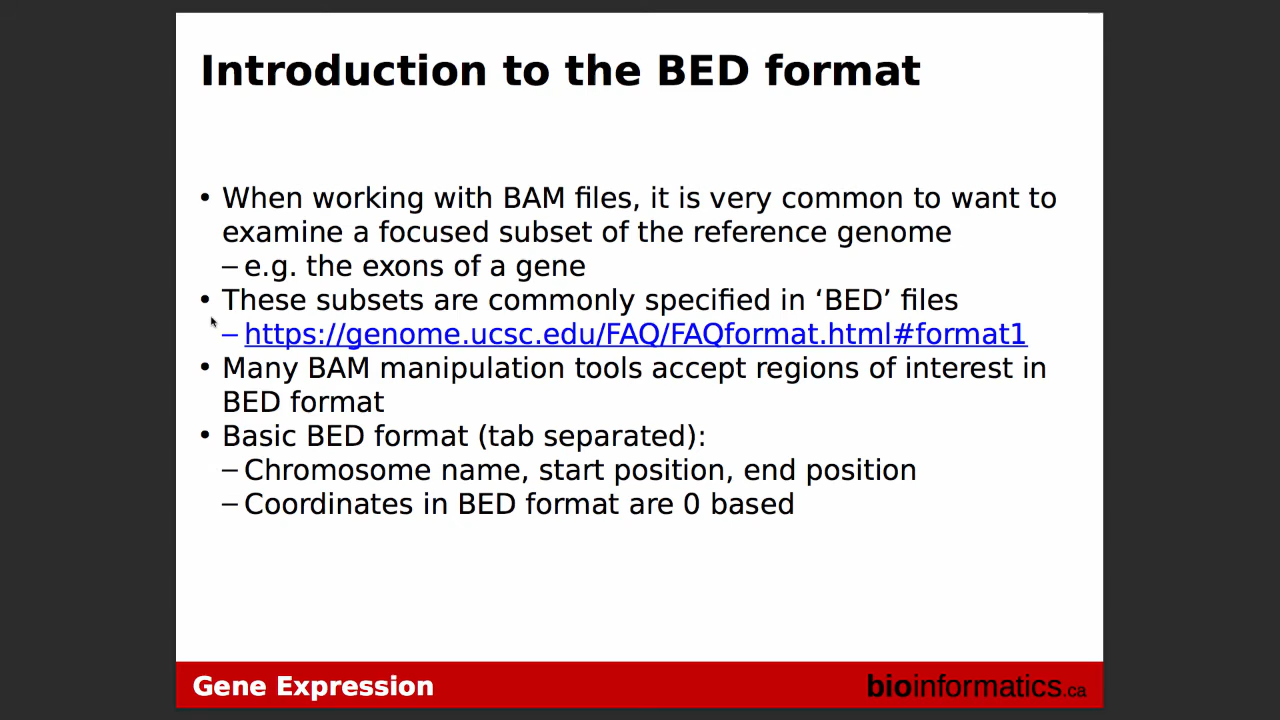 Introduction to the BED format
• When working with BAM files, it is very common to want to
examine a focused subset of the reference genome
– e.g. the exons of a gene
• These subsets are commonly specified in ‘BED’ files
– https://genome.ucsc.edu/FAQ/FAQformat.html#format1
• Many BAM manipulation tools accept regions of interest in
BED format
• Basic BED format (tab separated):
– Chromosome name, start position, end position
– Coordinates in BED format are 0 based
Gene Expression
bioinformatics.ca